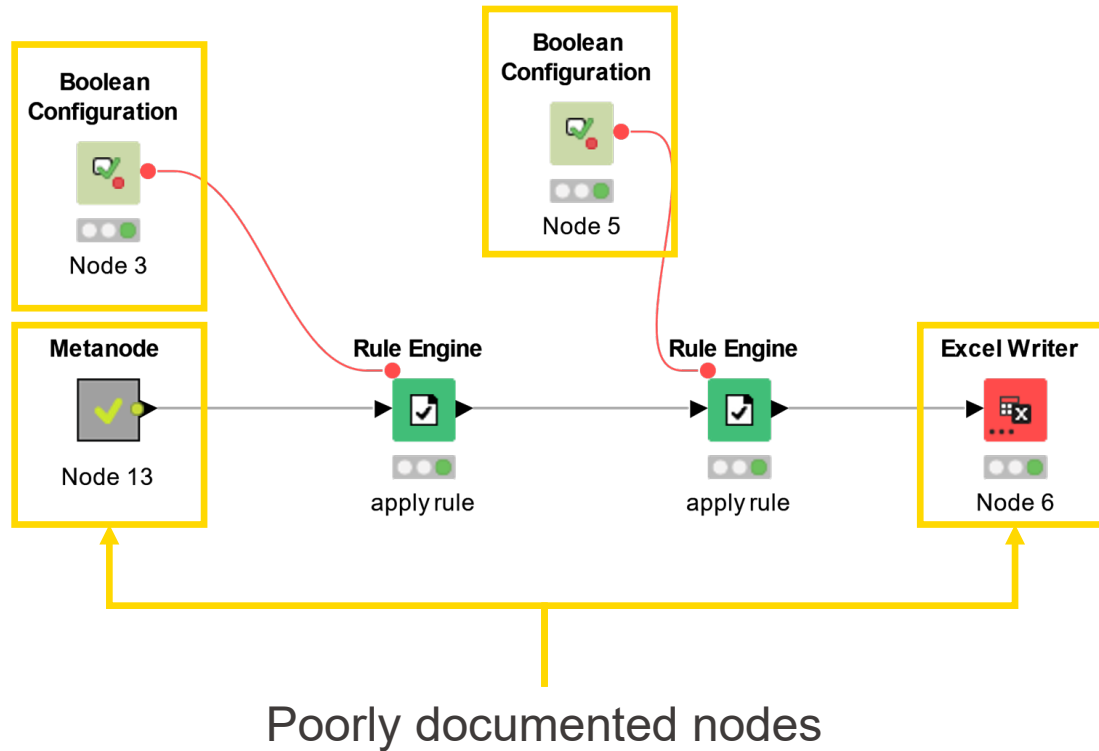 Boolean
Configuration
Node 3
Boolean
Configuration
Node 5
Metanode
Node 13
Rule Engine
apply rule
Rule Engine
apply rule
Excel Writer
X
Node 6
Poorly documented nodes